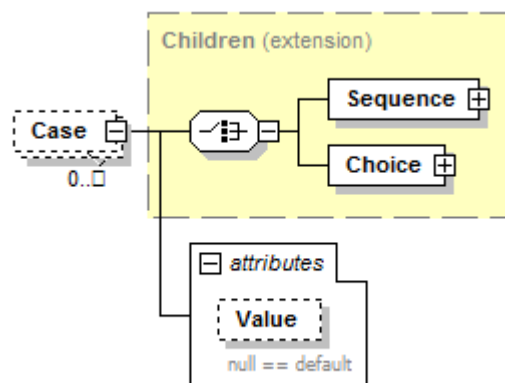 Children (extension)
Sequence
Case
0..
Choice
attributes
Value
null == default